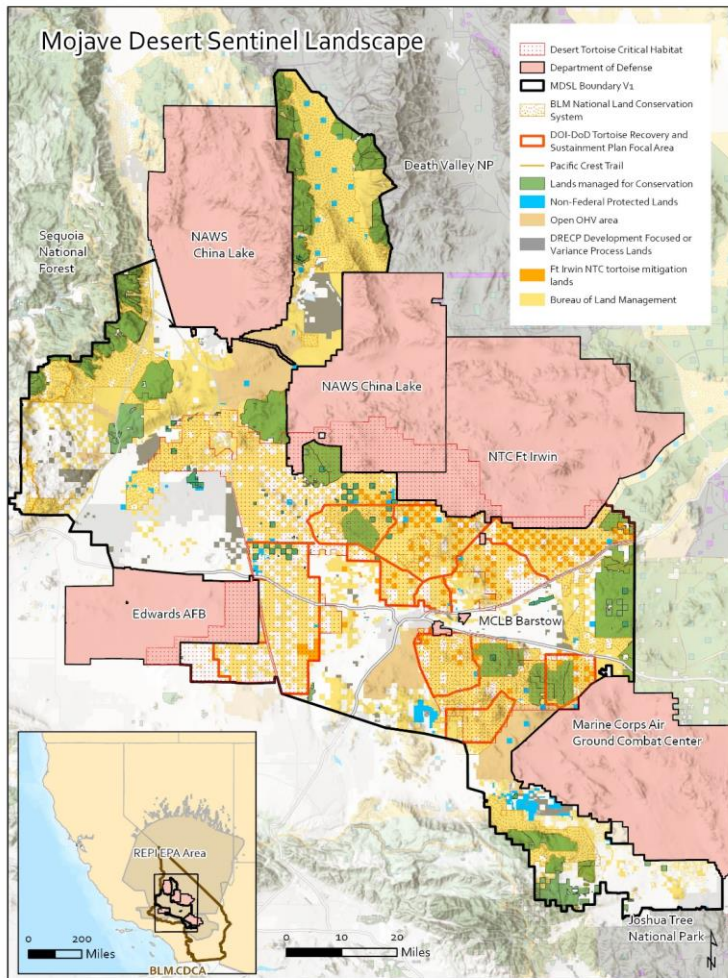 Mojave Desert Sentinel Landscape
Desert Tortoise Critical Habitat
Department of Defense
MDSL Boundary V1
BLM National Land Conservation
System
DOI-DoD Tortoise Recovery and
Sustainment Plan Focal Area
Pacific Crest Trail
Lands managed for Conservation
Non-Federal Protected Lands
Open OHV area
DRECP Development Focused or
Variance Process Lands
Ft Irwin NTC tortoise mitigation
lands
Bureau of Land Management
Death Valley NP
Sequoia
National
Forest
NAWS
China Lake
NAWS China Lake
NTC Ft Irwin
Edwards AFB
MCLB Barstow
Marine Corps Air
Ground Combat Center
Joshua Tree
National Park
REPI EPA Area
0 200
Miles
BLM CDCA
0 20
Miles
N